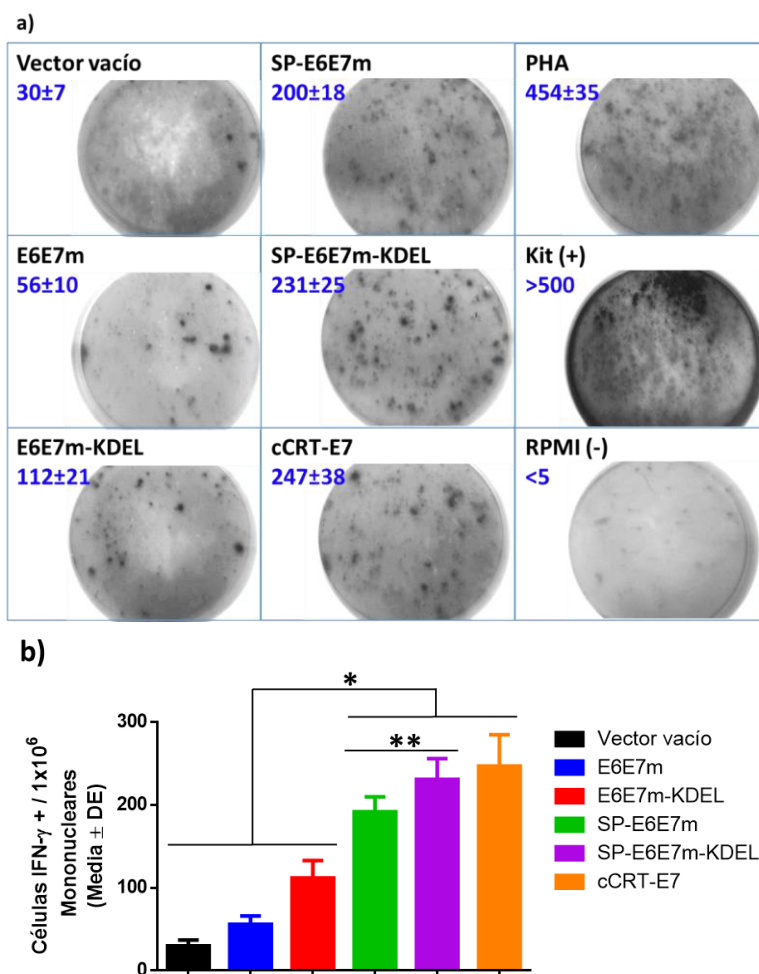 a)
Vector vacío
30±7
SP-E6E7m
200±18
PHA
454±35
E6E7m
56±10
SP-E6E7m-KDEL
231±25
Kit (+)
>500
E6E7m-KDEL
112±21
cCRT-E7
247±38
RPMI (-)
<5
b)
*
**
Células IFN-γ + / 1x10⁶
Mononucleares
(Media ± DE)
300
200
100
0
Vector vacío
E6E7m
E6E7m-KDEL
SP-E6E7m
SP-E6E7m-KDEL
cCRT-E7